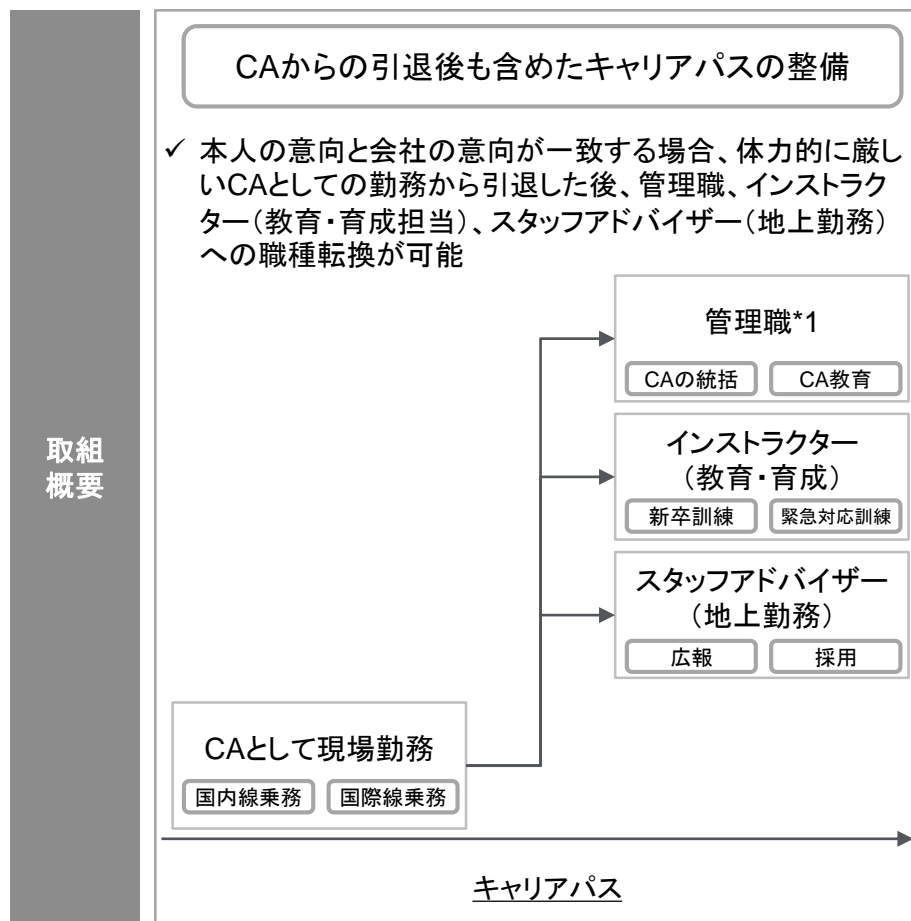 取組
概要
CAからの引退後も含めたキャリアパスの整備
✓ 本人の意向と会社の意向が一致する場合、体力的に厳し
いCAとしての勤務から引退した後、管理職、インストラク
ター（教育・育成担当）、スタッフアドバイザー（地上勤務）
への職種転換が可能
管理職*1
CAの統括
CA教育
インストラクター
（教育・育成）
新卒訓練
緊急対応訓練
スタッフアドバイザー
（地上勤務）
広報
採用
CAとして現場勤務
国内線乗務
国際線乗務
キャリアパス